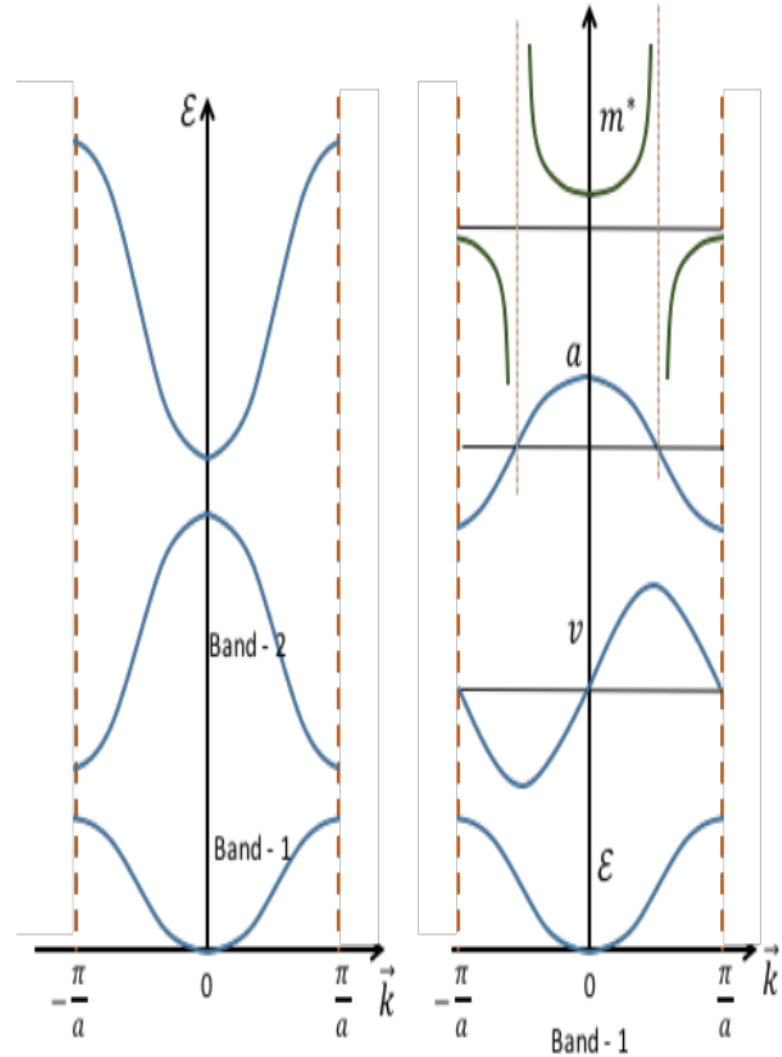 ℰ
Band - 2
Band - 1
−π/a
0
π/a
k⃗
m*
a
v
ℰ
−π/a
0
π/a
k⃗
Band - 1